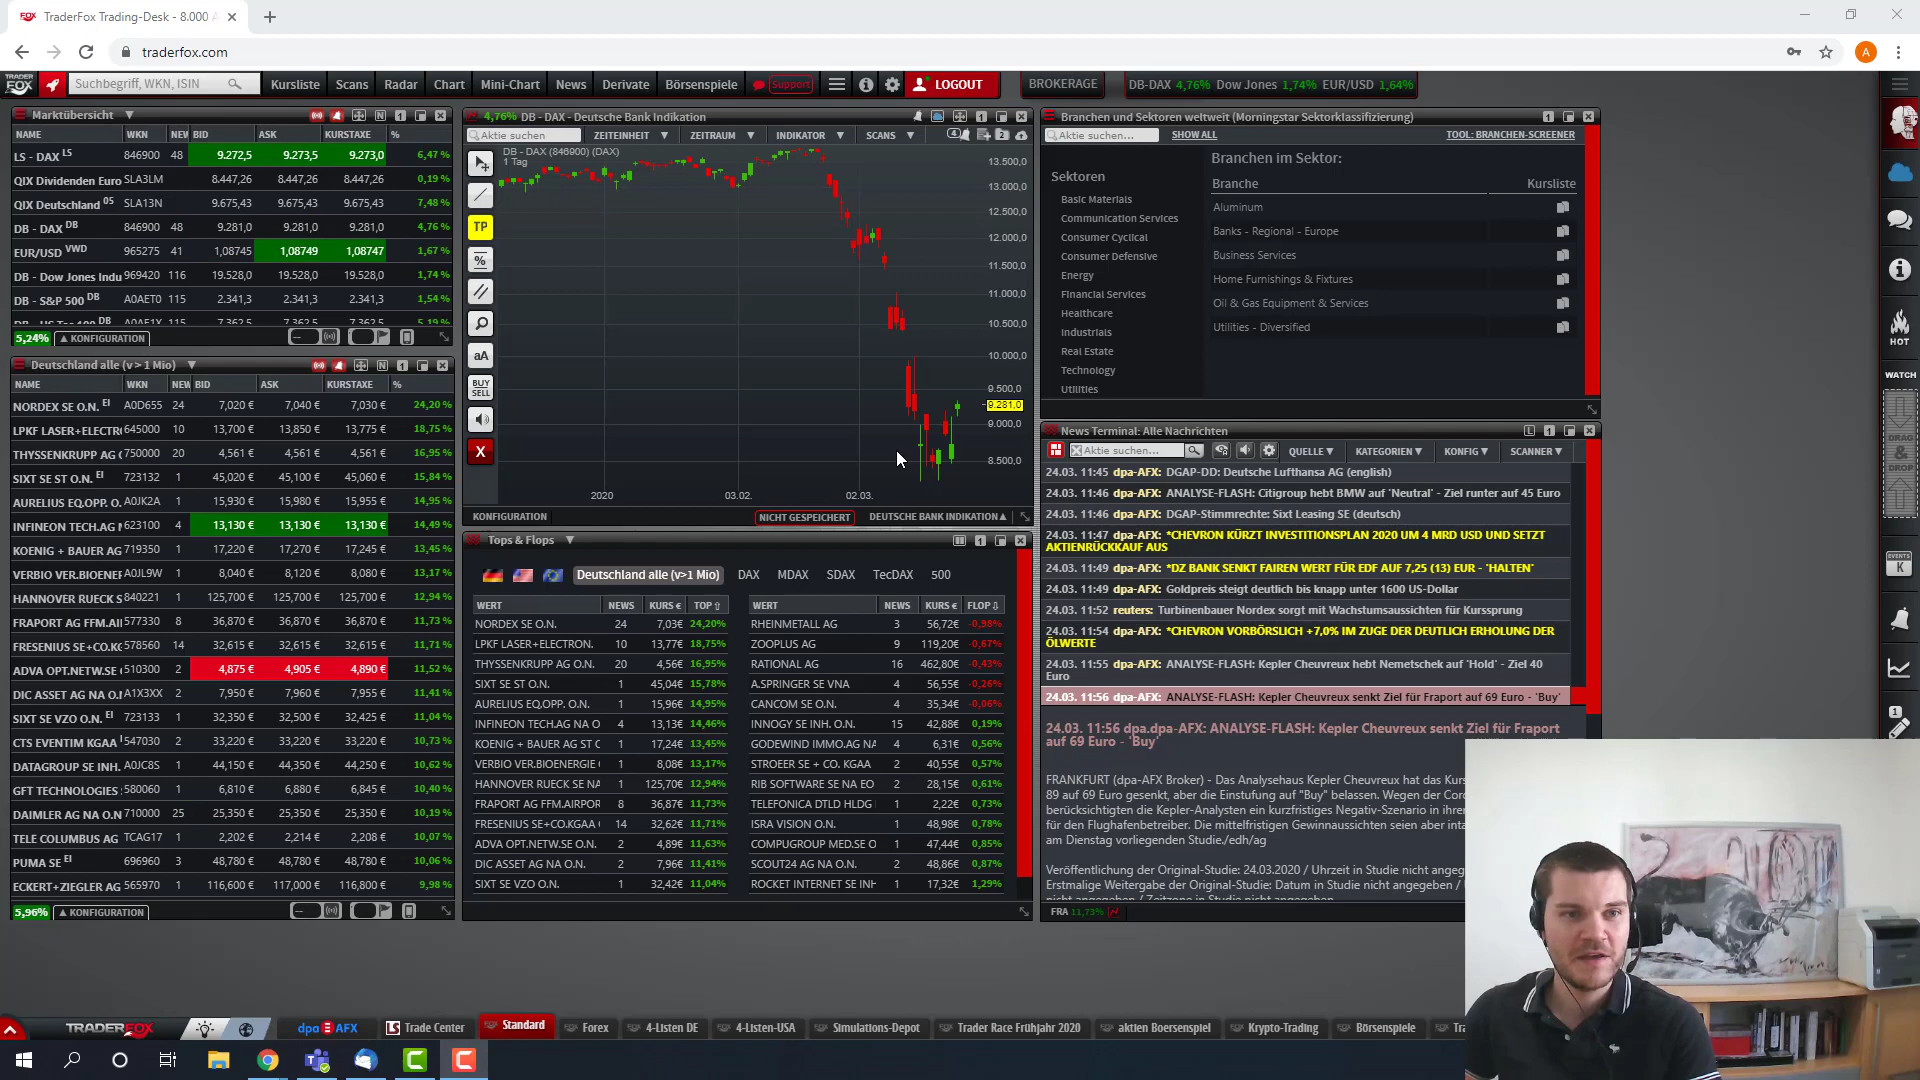 TraderFox Trading-Desk - 8.000
traderfox.com
A
TRADER FOX
Suchbegriff, WKN, ISIN
Kursliste Scans Radar Chart Mini-Chart News Derivate Börsenspiele Support LOGOUT BROKERAGE DB-DAX 4,76% Dow Jones 1,74% EUR/USD 1,64%
Marktübersicht
NAME WKN NEW BID ASK KURSTAXE %
LS - DAX LS 846900 48 9.272,5 9.273,5 9.273,0 6,47 %
QIX Dividenden Euro SLA3LM 8.447,26 8.447,26 8.447,26 0,19 %
QIX Deutschland SLA13N 9.675,43 9.675,43 9.675,43 7,48 %
DB - DAX DB 846900 48 9.281,0 9.281,0 9.281,0 4,76 %
EUR/USD VWD 965275 41 1,08745 1,08749 1,08747 1,67 %
DB - Dow Jones Indu 969420 116 19.528,0 19.528,0 19.528,0 1,74 %
DB - S&P 500 DB A0AET0 115 2.341,3 2.341,3 2.341,3 1,54 %
5,24% KONFIGURATION
Deutschland alle (v > 1 Mio)
NAME WKN NEW BID ASK KURSTAXE %
NORDEX SE O.N. EI A0D655 24 7,020 € 7,040 € 7,030 € 24,20 %
LPKF LASER+ELECTR 645000 10 13,700 € 13,850 € 13,775 € 18,75 %
THYSSENKRUPP AG O 750000 20 4,561 € 4,561 € 4,561 € 16,95 %
SIXT SE ST O.N. EI 723132 1 45,020 € 45,100 € 45,060 € 15,84 %
AURELIUS EQ.OPP. O. A0JK2A 1 15,930 € 15,980 € 15,955 € 14,95 %
INFINEON TECH.AG 623100 4 13,130 € 13,130 € 13,130 € 14,49 %
KOENIG + BAUER AG 719350 1 17,220 € 17,270 € 17,245 € 13,45 %
VERBIO VER.BIOENE A0JL9W 1 8,040 € 8,120 € 8,080 € 13,17 %
HANNOVER RUECK S 840221 1 125,700 € 125,700 € 125,700 € 12,94 %
FRAPORT AG FFM.AI 577330 8 36,870 € 36,870 € 36,870 € 11,73 %
FRESENIUS SE+CO.K 578560 14 32,615 € 32,615 € 32,615 € 11,71 %
ADVA OPT.NETW.SE 510300 2 4,875 € 4,905 € 4,890 € 11,52 %
DIC ASSET AG NA O. A1X3XX 2 7,950 € 7,960 € 7,955 € 11,41 %
SIXT SE VZO O.N. EI 723133 1 32,350 € 32,500 € 32,425 € 11,04 %
CTS EVENTIM KGAA 547030 2 33,220 € 33,220 € 33,220 € 10,73 %
DATAGROUP SE INH. A0JC8S 1 44,150 € 44,350 € 44,250 € 10,62 %
GFT TECHNOLOGIES 580060 1 6,810 € 6,880 € 6,845 € 10,40 %
DAIMLER AG NA O.N 710000 25 25,350 € 25,350 € 25,350 € 10,19 %
TELE COLUMBUS AG TCAG17 1 2,202 € 2,214 € 2,208 € 10,07 %
PUMA SE EI 696960 3 48,780 € 48,780 € 48,780 € 10,06 %
ECKERT+ZIEGLER AG 565970 1 116,600 € 117,000 € 116,800 € 9,98 %
5,96% KONFIGURATION
4,76% DB - DAX - Deutsche Bank Indikation
Aktie suchen ZEITEINHEIT ZEITRAUM INDIKATOR SCANS
DB - DAX (846900) (DAX)
1 Tag
TP
%
aA
BUY
SELL
X
13.500,0
13.000,0
12.500,0
12.000,0
11.500,0
11.000,0
10.500,0
10.000,0
9.500,0
9.281,0
9.000,0
8.500,0
2020 03.02. 02.03.
KONFIGURATION NICHT GESPEICHERT DEUTSCHE BANK INDIKATION
Tops & Flops
Deutschland alle (v>1 Mio) DAX MDAX SDAX TecDAX 500
WERT NEWS KURS € TOP
NORDEX SE O.N. 24 7,03€ 24,20%
LPKF LASER+ELECTRON. 10 13,77€ 18,75%
THYSSENKRUPP AG O.N. 20 4,56€ 16,95%
SIXT SE ST O.N. 1 45,04€ 15,78%
AURELIUS EQ.OPP. O.N. 1 15,96€ 14,95%
INFINEON TECH.AG NA O 4 13,13€ 14,46%
KOENIG + BAUER AG ST C 1 17,24€ 13,45%
VERBIO VER.BIOENERGIE 1 8,08€ 13,17%
HANNOVER RUECK SE NA 1 125,70€ 12,94%
FRAPORT AG FFM.AIRPOR 8 36,87€ 11,73%
FRESENIUS SE+CO.KGAA 14 32,62€ 11,71%
ADVA OPT.NETW.SE O.N. 2 4,89€ 11,63%
DIC ASSET AG NA O.N. 2 7,96€ 11,41%
SIXT SE VZO O.N. 1 32,42€ 11,04%
WERT NEWS KURS € FLOP
RHEINMETALL AG 3 56,72€ -0,98%
ZOOPLUS AG 9 119,20€ -0,67%
RATIONAL AG 16 462,80€ -0,43%
A.SPRINGER SE VNA 4 56,55€ -0,26%
CANCOM SE O.N. 4 35,34€ -0,06%
INNOGY SE INH. O.N. 15 42,88€ 0,19%
GODEWIND IMMO.AG NA 4 6,31€ 0,56%
STROEER SE + CO. KGAA 2 40,55€ 0,57%
RIB SOFTWARE SE NA EO 2 28,15€ 0,61%
TELEFONICA DTLD HLDG 1 2,22€ 0,73%
ISRA VISION O.N. 1 48,98€ 0,78%
COMPUGROUP MED.SE O 1 47,44€ 0,85%
SCOUT24 AG NA O.N. 2 48,86€ 0,87%
ROCKET INTERNET SE INH 1 17,32€ 1,29%
Branchen und Sektoren weltweit (Morningstar Sektorklassifizierung)
Aktie suchen... SHOW ALL TOOL: BRANCHEN-SCREENER
Sektoren
Basic Materials
Communication Services
Consumer Cyclical
Consumer Defensive
Energy
Financial Services
Healthcare
Industrials
Real Estate
Technology
Utilities
Branchen im Sektor:
Branche Kursliste
Aluminum
Banks - Regional - Europe
Business Services
Home Furnishings & Fixtures
Oil & Gas Equipment & Services
Utilities - Diversified
News Terminal: Alle Nachrichten
Aktie suchen... QUELLE KATEGORIEN KONFIG SCANNER
24.03. 11:45 dpa-AFX: DGAP-DD: Deutsche Lufthansa AG (english)
24.03. 11:46 dpa-AFX: ANALYSE-FLASH: Citigroup hebt BMW auf 'Neutral' - Ziel runter auf 45 Euro
24.03. 11:46 dpa-AFX: DGAP-Stimmrechte: Sixt Leasing SE (deutsch)
24.03. 11:47 dpa-AFX: *CHEVRON KÜRZT INVESTITIONSPLAN 2020 UM 4 MRD USD UND SETZT
AKTIENRÜCKKAUF AUS
24.03. 11:49 dpa-AFX: *DZ BANK SENKT FAIREN WERT FÜR EDF AUF 7,25 (13) EUR - 'HALTEN'
24.03. 11:49 dpa-AFX: Goldpreis steigt deutlich bis knapp unter 1600 US-Dollar
24.03. 11:52 reuters: Turbinenbauer Nordex sorgt mit Wachstumsaussichten für Kurssprung
24.03. 11:54 dpa-AFX: *CHEVRON VORBÖRSLICH +7,0% IM ZUGE DER DEUTLICH ERHOLUNG DER
ÖLWERTE
24.03. 11:55 dpa-AFX: ANALYSE-FLASH: Kepler Cheuvreux hebt Nemetschek auf 'Hold' - Ziel 40
Euro
24.03. 11:56 dpa-AFX: ANALYSE-FLASH: Kepler Cheuvreux senkt Ziel für Fraport auf 69 Euro - 'Buy'
24.03. 11:56 dpa.dpa-AFX: ANALYSE-FLASH: Kepler Cheuvreux senkt Ziel für Fraport
auf 69 Euro - 'Buy'
FRANKFURT (dpa-AFX Broker) - Das Analysehaus Kepler Cheuvreux hat das Kurs
89 auf 69 Euro gesenkt, aber die Einstufung auf "Buy" belassen. Wegen der Cor
berücksichtigten die Kepler-Analysten ein kurzfristiges Negativ-Szenario in ihren
für den Flughafenbetreiber. Die mittelfristigen Gewinnaussichten seien aber inta
am Dienstag vorliegenden Studie./edh/ag
Veröffentlichung der Original-Studie: 24.03.2020 / Uhrzeit in Studie nicht angegeben /
Erstmalige Weitergabe der Original-Studie: Datum in Studie nicht angegeben /
nicht angegeben / Zeitzone in Studie nicht angegeben
FRA 11,73%
HOT
WATCH
DRAG
&
DROP
EVENTS
K
1
TRADERFOX dpa AFX LS Trade Center Standard Forex 4-Listen DE 4-Listen-USA Simulations-Depot Trader Race Frühjahr 2020 aktien Boersenspiel Krypto-Trading Börsenspiele